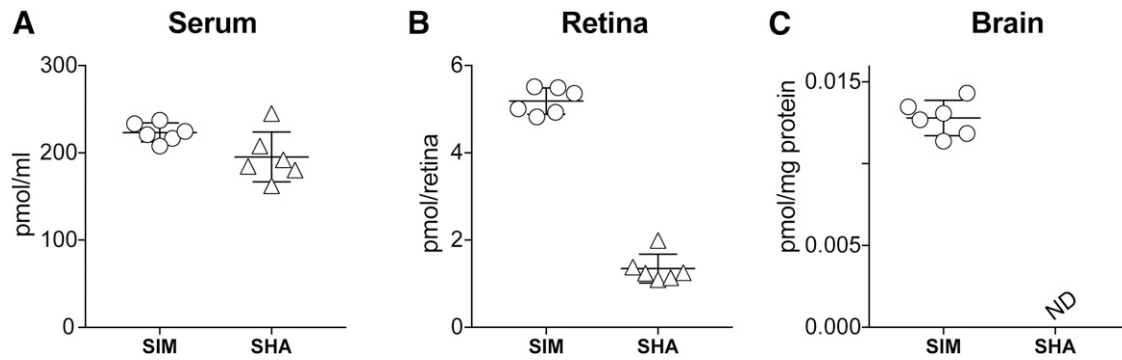 A Serum
pmol/ml
300
200
100
0
SIM SHA
B Retina
pmol/retina
6
4
2
0
SIM SHA
C Brain
pmol/mg protein
0.015
0.005
0.000
ND
SIM SHA